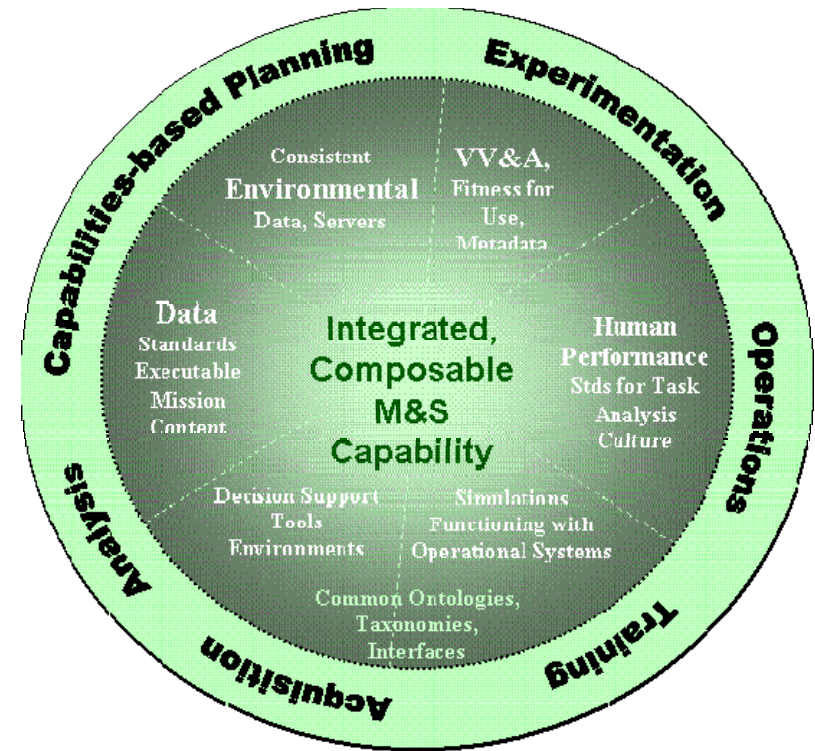 Capabilities-based Planning
Experimentation
Operations
Training
Acquisition
Analysis
Consistent
Environmental
Data, Servers
VV&A,
Fitness for
Use,
Metadata
Data
Standards
Executable
Mission
Content
Integrated,
Composable
M&S
Capability
Human
Performance
Stds for Task
Analysis
Culture
Decision Support
Tools
Environments
Simulations
Functioning with
Operational Systems
Common Ontologies,
Taxonomies,
Interfaces